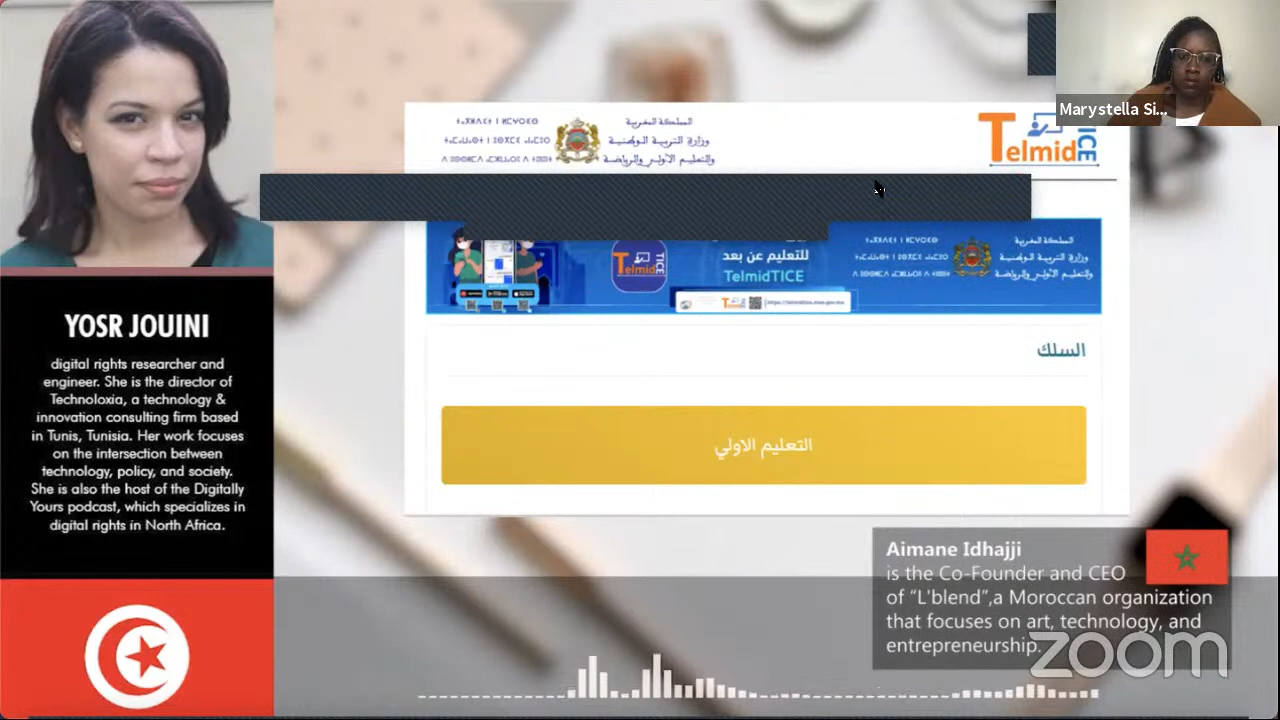 Marystella Si...
المملكة المغربية
وزارة التربية الوطنية
والتعليم الأولي والرياضة
TelmidTICE
المملكة المغربية
وزارة التربية الوطنية
والتعليم الأولي والرياضة
TelmidTICE
للتعليم عن بعد
TelmidTICE
السلك
التعليم الاولي
YOSR JOUINI
digital rights researcher and
engineer. She is the director of
Technoloxia, a technology &
innovation consulting firm based
in Tunis, Tunisia. Her work focuses
on the intersection between
technology, policy, and society.
She is also the host of the Digitally
Yours podcast, which specializes in
digital rights in North Africa.
Aimane Idhajji
is the Co-Founder and CEO
of "L'blend",a Moroccan organization
that focuses on art, technology, and
entrepreneurship.
zoom